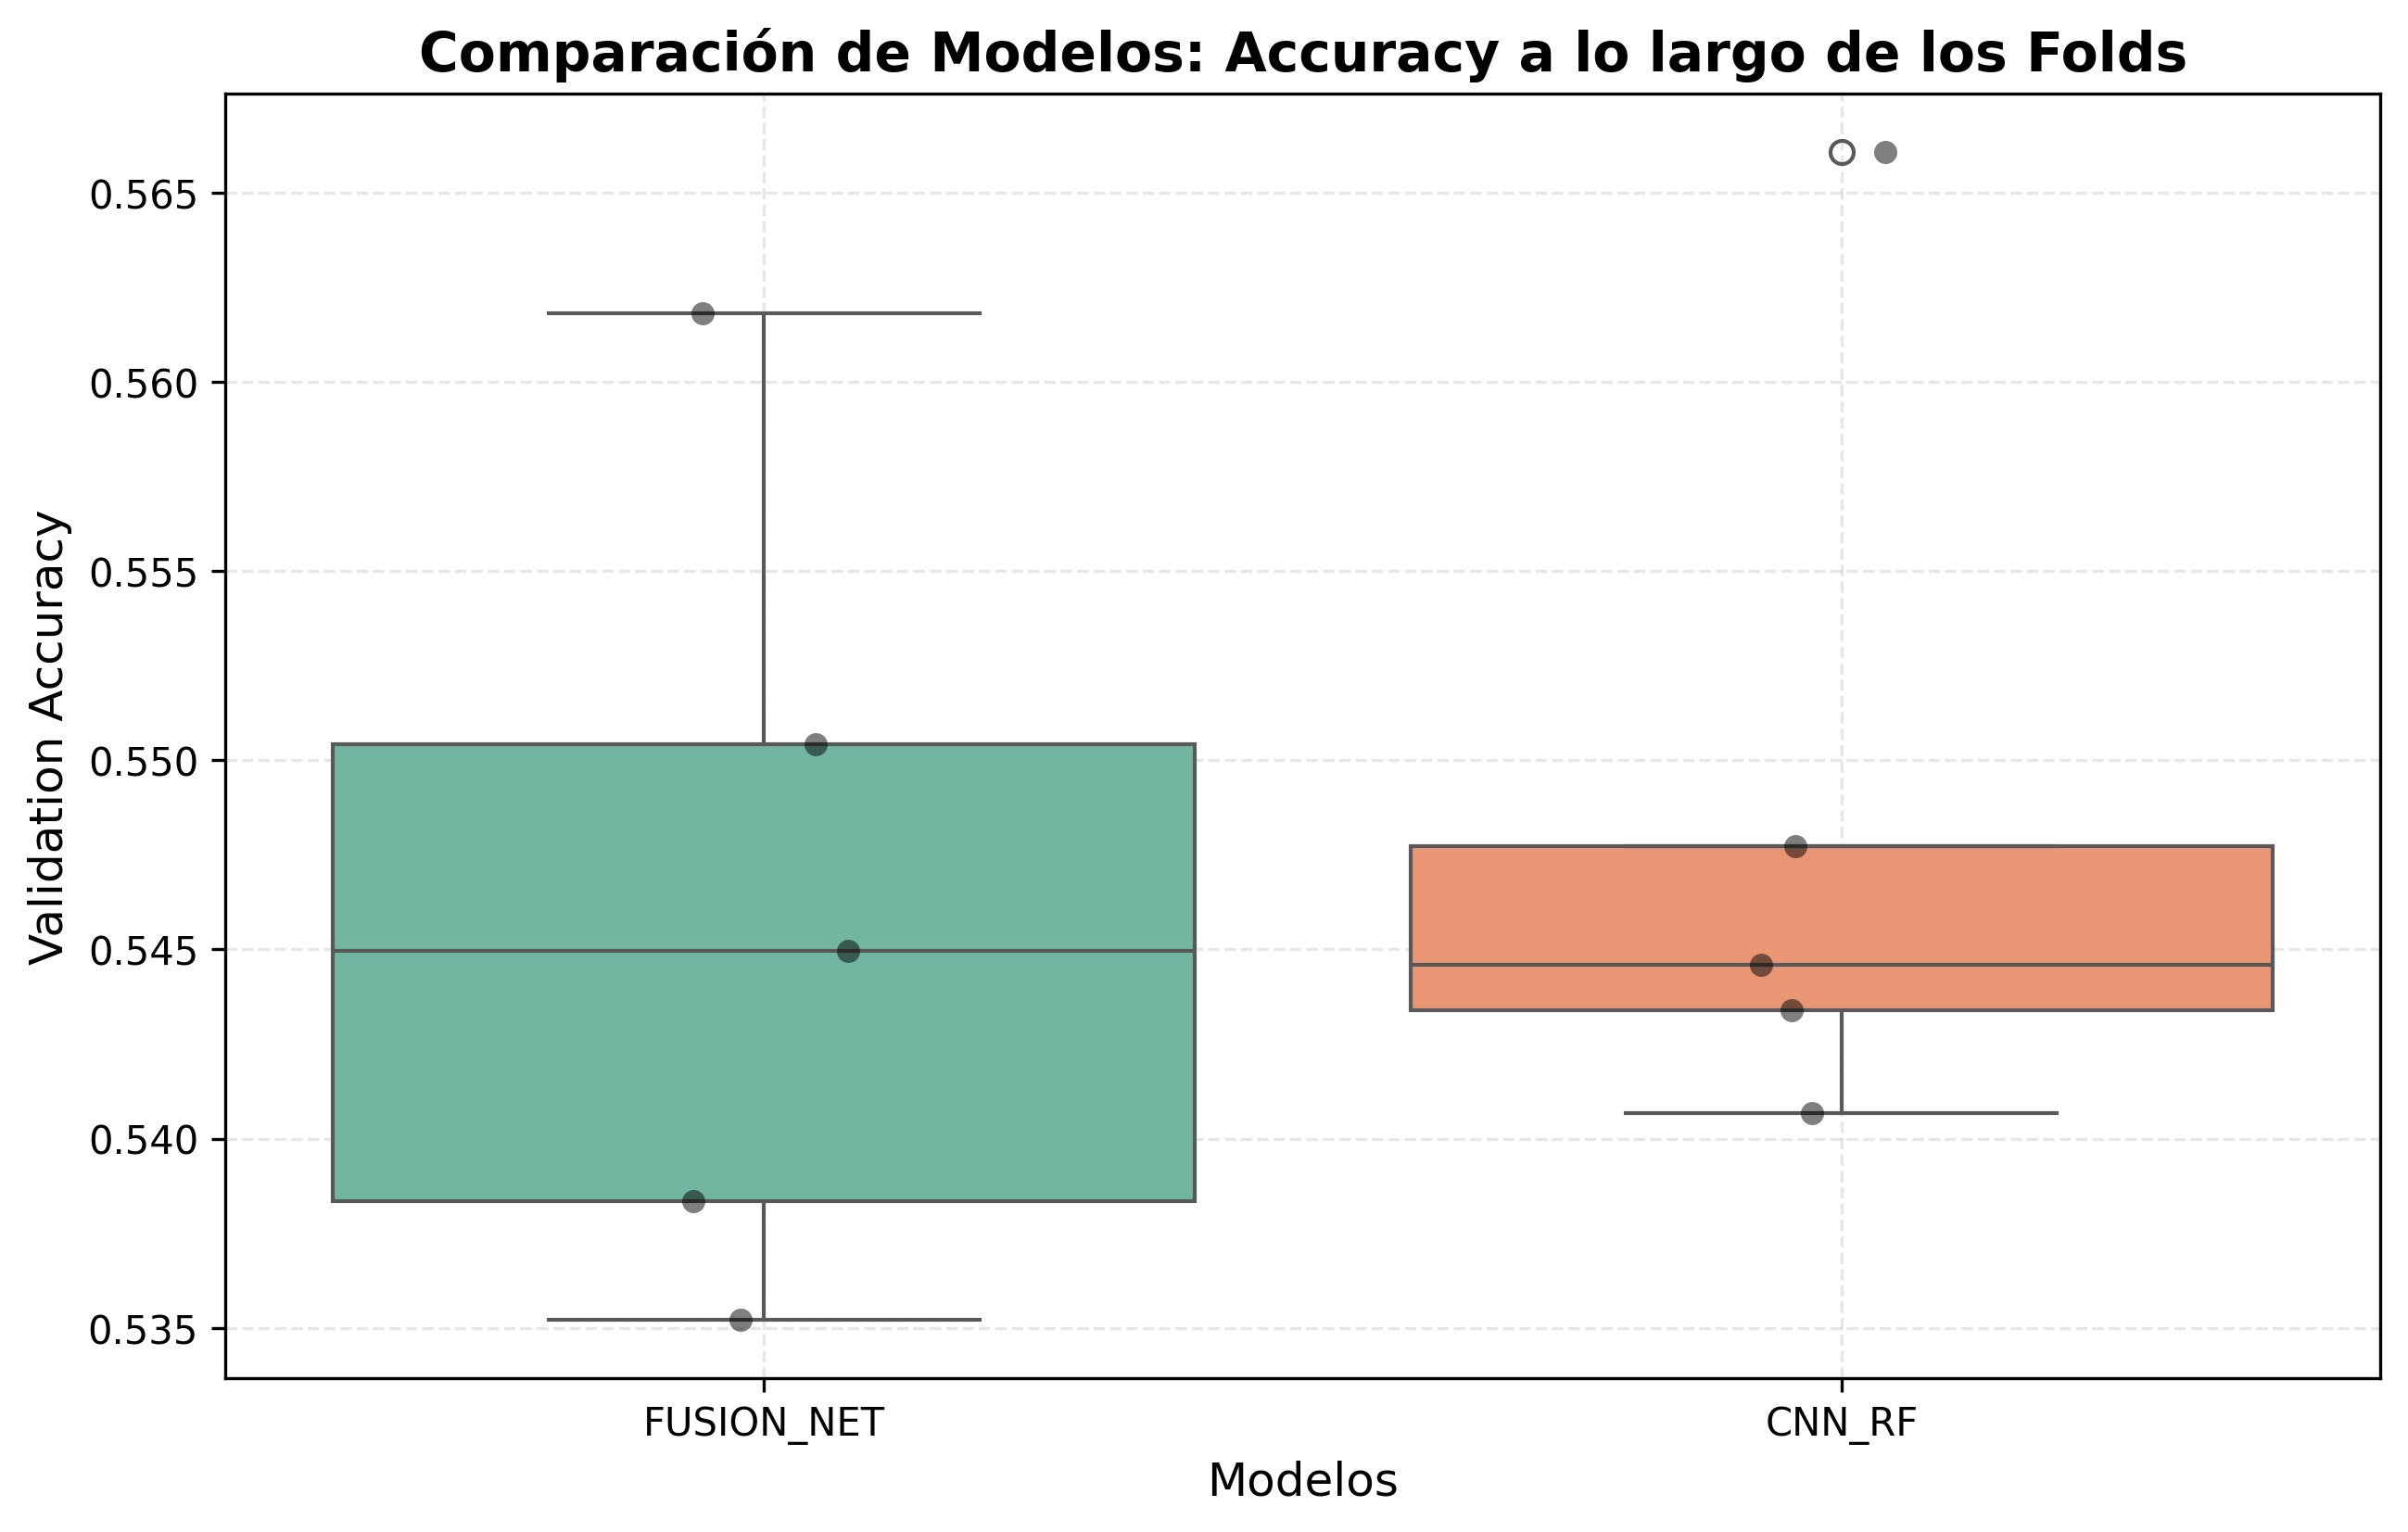 Comparación de Modelos: Accuracy a lo largo de los Folds
Validation Accuracy
0.565
0.560
0.555
0.550
0.545
0.540
0.535
FUSION_NET
CNN_RF
Modelos